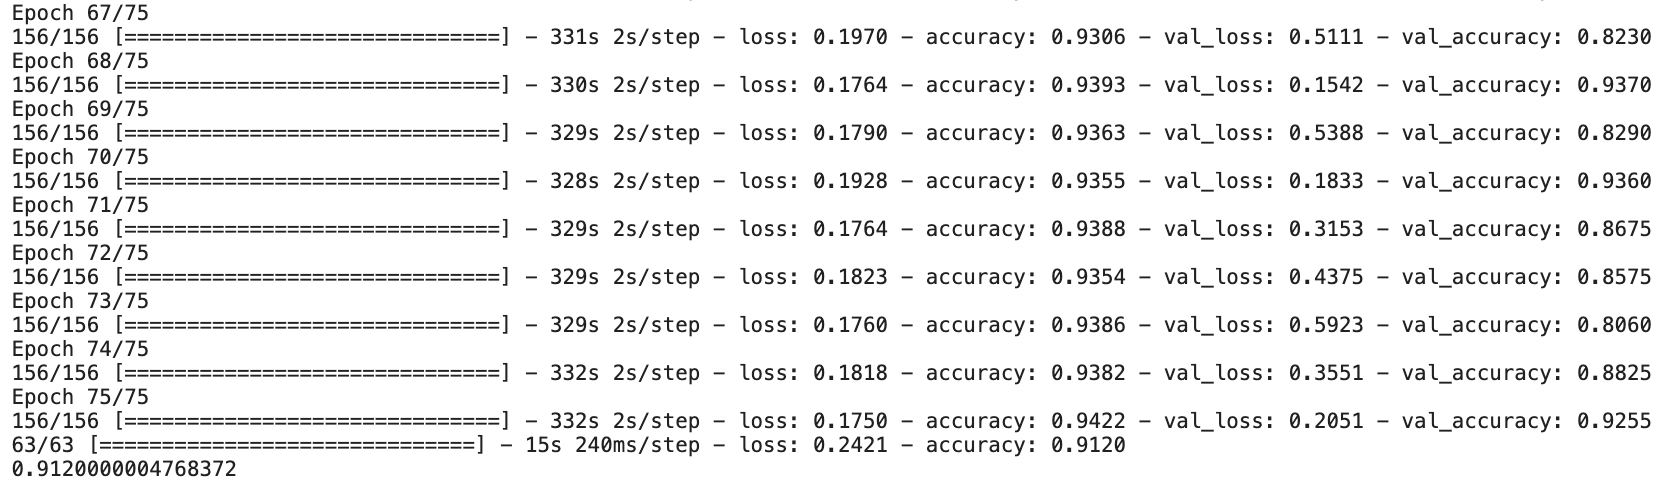 Epoch 67/75
156/156 [==============================] - 331s 2s/step - loss: 0.1970 - accuracy: 0.9306 - val_loss: 0.5111 - val_accuracy: 0.8230
Epoch 68/75
156/156 [==============================] - 330s 2s/step - loss: 0.1764 - accuracy: 0.9393 - val_loss: 0.1542 - val_accuracy: 0.9370
Epoch 69/75
156/156 [==============================] - 329s 2s/step - loss: 0.1790 - accuracy: 0.9363 - val_loss: 0.5388 - val_accuracy: 0.8290
Epoch 70/75
156/156 [==============================] - 328s 2s/step - loss: 0.1928 - accuracy: 0.9355 - val_loss: 0.1833 - val_accuracy: 0.9360
Epoch 71/75
156/156 [==============================] - 329s 2s/step - loss: 0.1764 - accuracy: 0.9388 - val_loss: 0.3153 - val_accuracy: 0.8675
Epoch 72/75
156/156 [==============================] - 329s 2s/step - loss: 0.1823 - accuracy: 0.9354 - val_loss: 0.4375 - val_accuracy: 0.8575
Epoch 73/75
156/156 [==============================] - 329s 2s/step - loss: 0.1760 - accuracy: 0.9386 - val_loss: 0.5923 - val_accuracy: 0.8060
Epoch 74/75
156/156 [==============================] - 332s 2s/step - loss: 0.1818 - accuracy: 0.9382 - val_loss: 0.3551 - val_accuracy: 0.8825
Epoch 75/75
156/156 [==============================] - 332s 2s/step - loss: 0.1750 - accuracy: 0.9422 - val_loss: 0.2051 - val_accuracy: 0.9255
63/63 [==============================] - 15s 240ms/step - loss: 0.2421 - accuracy: 0.9120
0.9120000004768372